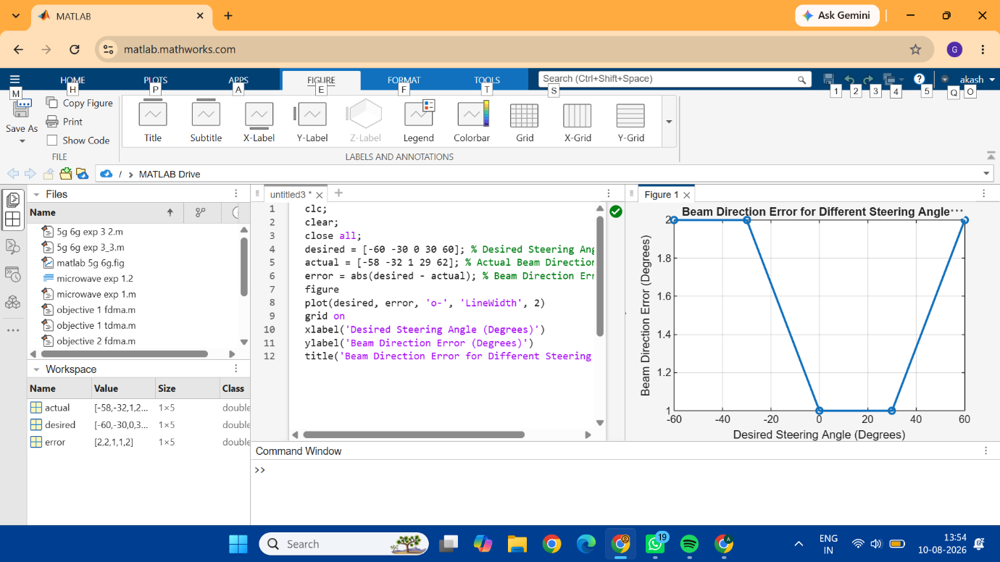 MATLAB
Ask Gemini
matlab.mathworks.com
G
HOME PLOTS APPS FIGURE FORMAT TOOLS Search (Ctrl+Shift+Space) akash
M H P A E F T S 1 2 3 4 5 Q O
Save As
Copy Figure
Print
Show Code
Title Subtitle X-Label Y-Label Z-Label Legend Colorbar Grid X-Grid Y-Grid
FILE LABELS AND ANNOTATIONS
/ > MATLAB Drive
Files
Name
5g 6g exp 3 2.m
5g 6g exp 3_3.m
matlab 5g 6g.fig
microwave exp 1.2
microwave exp 1.m
objective 1 fdma.m
objective 1 tdma.m
objective 2 fdma.m
Workspace
Name Value Size Class
actual [-58,-32,1,2... 1×5 double
desired [-60,-30,0,3... 1×5 double
error [2,2,1,1,2] 1×5 double
untitled3 *
1 clc;
2 clear;
3 close all;
4 desired = [-60 -30 0 30 60]; % Desired Steering Ang
5 actual = [-58 -32 1 29 62]; % Actual Beam Direction
6 error = abs(desired - actual); % Beam Direction Err
7 figure
8 plot(desired, error, 'o-', 'LineWidth', 2)
9 grid on
10 xlabel('Desired Steering Angle (Degrees)')
11 ylabel('Beam Direction Error (Degrees)')
12 title('Beam Direction Error for Different Steering
Figure 1
Beam Direction Error for Different Steering Angle
Beam Direction Error (Degrees)
2
1.8
1.6
1.4
1.2
1
-60 -40 -20 0 20 40 60
Desired Steering Angle (Degrees)
Command Window
>>
Search
19
A
ENG
IN
13:54
10-08-2026